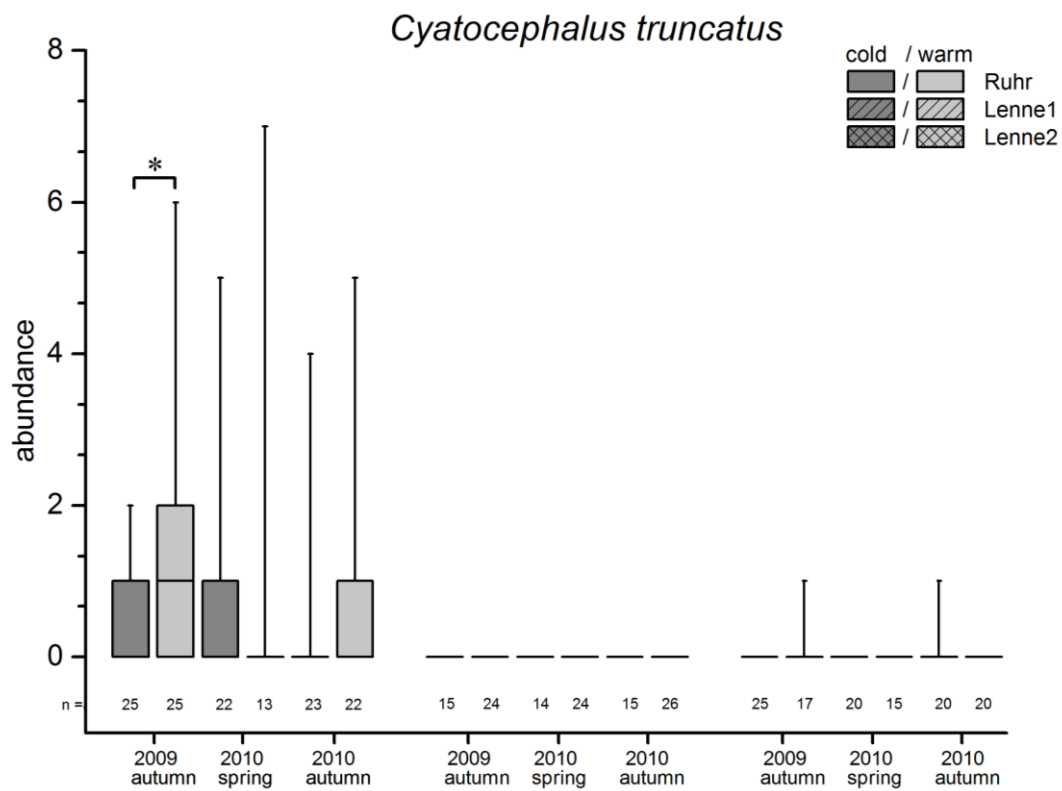 Cyatocephalus truncatus
cold / warm
/ Ruhr
/ Lenne1
/ Lenne2
8
6
4
2
0
abundance
*
n = 25 25 22 13 23 22 15 24 14 24 15 26 25 17 20 15 20 20
2009 autumn
2010 spring
2010 autumn
2009 autumn
2010 spring
2010 autumn
2009 autumn
2010 spring
2010 autumn